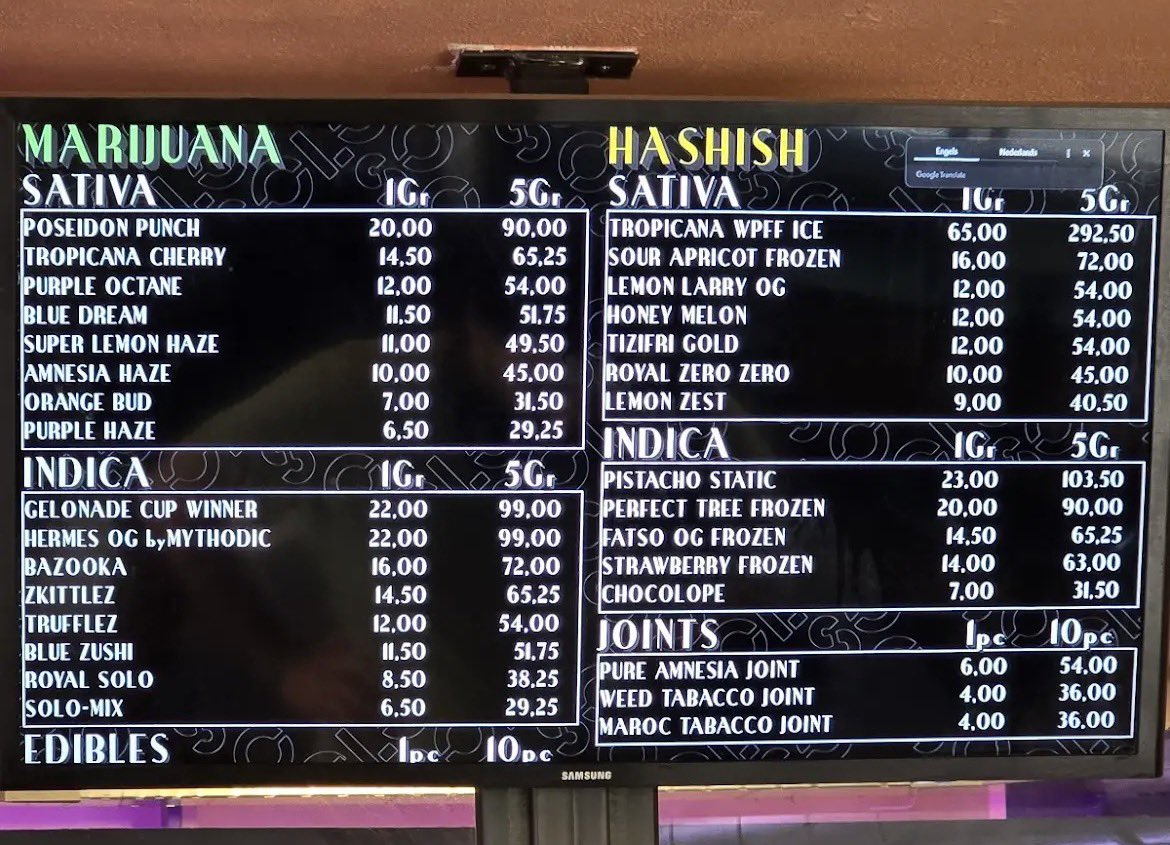 MARIJUANA
SATIVA 1Gr 5Gr
POSEIDON PUNCH 20,00 90,00
TROPICANA CHERRY 14,50 65,25
PURPLE OCTANE 12,00 54,00
BLUE DREAM 11,50 51,75
SUPER LEMON HAZE 11,00 49,50
AMNESIA HAZE 10,00 45,00
ORANGE BUD 7,00 31,50
PURPLE HAZE 6,50 29,25
INDICA 1Gr 5Gr
GELONADE CUP WINNER 22,00 99,00
HERMES OG byMYTHODIC 22,00 99,00
BAZOOKA 16,00 72,00
ZKITTLEZ 14,50 65,25
TRUFFLEZ 12,00 54,00
BLUE ZUSHI 11,50 51,75
ROYAL SOLO 8,50 38,25
SOLO-MIX 6,50 29,25
EDIBLES 1pc 10pc
HASHISH
Engels Nederlands
Google Translate
SATIVA 1Gr 5Gr
TROPICANA WPFF ICE 65,00 292,50
SOUR APRICOT FROZEN 16,00 72,00
LEMON LARRY OG 12,00 54,00
HONEY MELON 12,00 54,00
TIZIFRI GOLD 12,00 54,00
ROYAL ZERO ZERO 10,00 45,00
LEMON ZEST 9,00 40,50
INDICA 1Gr 5Gr
PISTACHO STATIC 23,00 103,50
PERFECT TREE FROZEN 20,00 90,00
FATSO OG FROZEN 14,50 65,25
STRAWBERRY FROZEN 14,00 63,00
CHOCOLOPE 7,00 31,50
JOINTS 1pc 10pc
PURE AMNESIA JOINT 6,00 54,00
WEED TABACCO JOINT 4,00 36,00
MAROC TABACCO JOINT 4,00 36,00
SAMSUNG